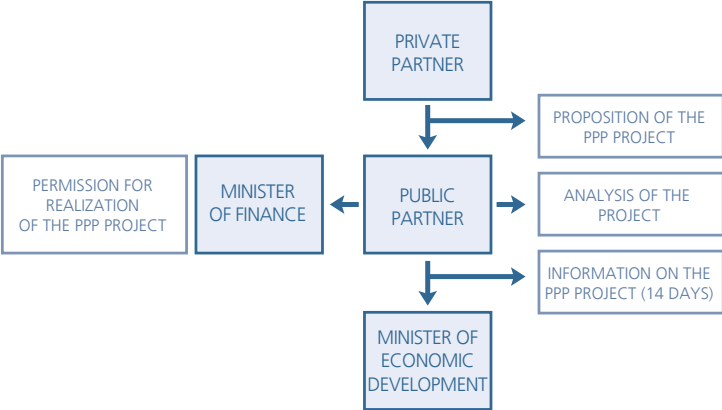 PRIVATE
PARTNER
PROPOSITION OF THE
PPP PROJECT
PERMISSION FOR
REALIZATION
OF THE PPP PROJECT
MINISTER
OF FINANCE
PUBLIC
PARTNER
ANALYSIS OF THE
PROJECT
INFORMATION ON THE
PPP PROJECT (14 DAYS)
MINISTER OF
ECONOMIC
DEVELOPMENT